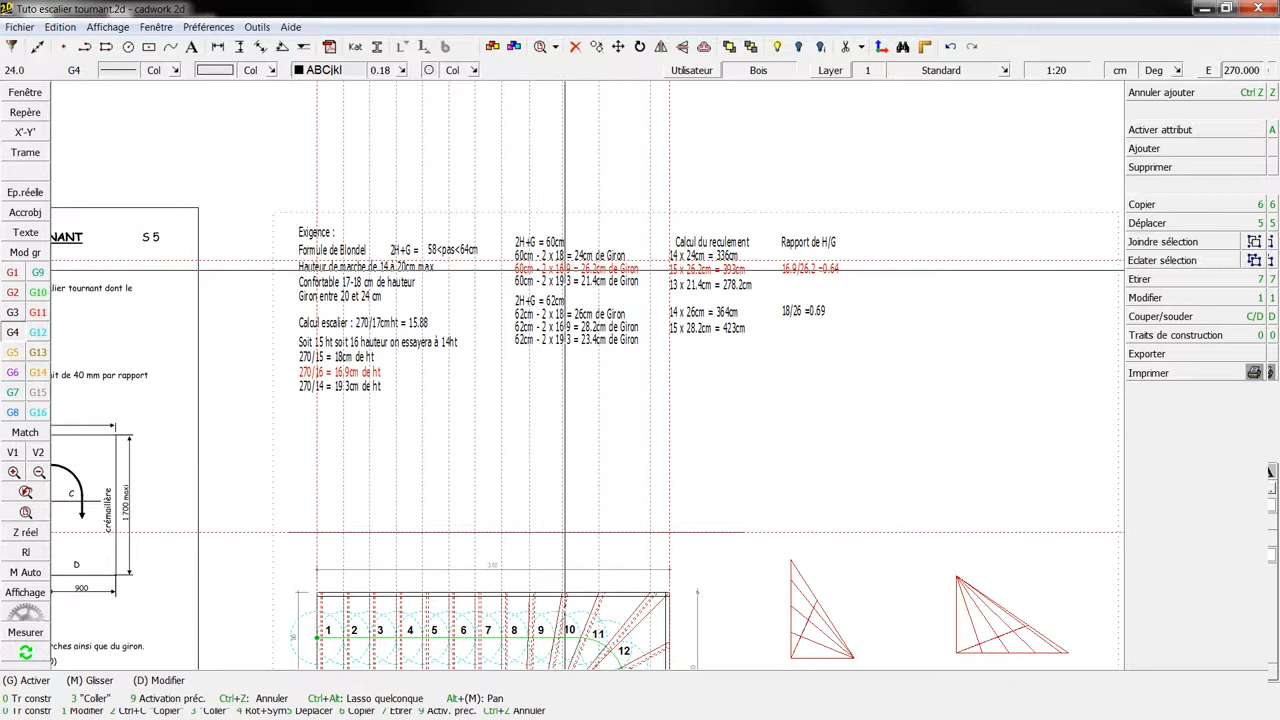 Tuto escalier tournant.2d - cadwork 2d
Fichier Edition Affichage Fenêtre Préférences Outils Aide
Kat
24.0 G4 Col Col ABC|kl 0.18 Col Utilisateur Bois Layer 1 Standard 1:20 cm Deg E 270.000
Fenêtre
Repère
X'-Y'
Trame
Ep.réelle
Accrobj
Texte
Mod gr
G1 G9
G2 G10
G3 G11
G4 G12
G5 G13
G6 G14
G7 G15
G8 G16
Match
V1 V2
Z réel
Rl
M Auto
Affichage
Mesurer
NANT S 5
alier tournant dont le
it de 40 mm par rapport
C
crémaillère
1700 maxi
D
900
rches ainsi que du giron.
Exigence :
Formule de Blondel 2H+G = 58<pas<64cm
Hauteur de marche de 14 à 20cm max
Confortable 17-18 cm de hauteur
Giron entre 20 et 24 cm
Calcul escalier : 270/17cmht = 15.88
Soit 15 ht soit 16 hauteur on essayera à 14ht
270/15 = 18cm de ht
270/16 = 16.9cm de ht
270/14 = 19.3cm de ht
2H+G = 60cm
60cm - 2 x 18 = 24cm de Giron
60cm - 2 x 16.9 = 26.2cm de Giron
60cm - 2 x 19.3 = 21.4cm de Giron
2H+G = 62cm
62cm - 2 x 18 = 26cm de Giron
62cm - 2 x 16.9 = 28.2cm de Giron
62cm - 2 x 19.3 = 23.4cm de Giron
Calcul du reculement
14 x 24cm = 336cm
15 x 26.2cm = 393cm
13 x 21.4cm = 278.2cm
14 x 26cm = 364cm
15 x 28.2cm = 423cm
Rapport de H/G
16.9/26.2 =0.64
18/26 =0.69
1 2 3 4 5 6 7 8 9 10 11 12
Annuler ajouter Ctrl Z Z
Activer attribut A
Ajouter
Supprimer
Copier 6 6
Déplacer 5 5
Joindre sélection
Eclater sélection
Etirer 7 7
Modifier 1 1
Couper/souder C/D D
Traits de construction 0 0
Exporter
Imprimer
(G) Activer (M) Glisser (D) Modifier
0 Tr constr 3 "Coller" 9 Activation préc. Ctrl+Z: Annuler Ctrl+Alt: Lasso quelconque Alt+(M): Pan
0 Tr constr 1 Modifier 2 Ctrl+C "Copier" 3 "Coller" 4 Rot+Sym 5 Déplacer 6 Copier 7 Etirer 9 Activ. préc. Ctrl+Z Annuler